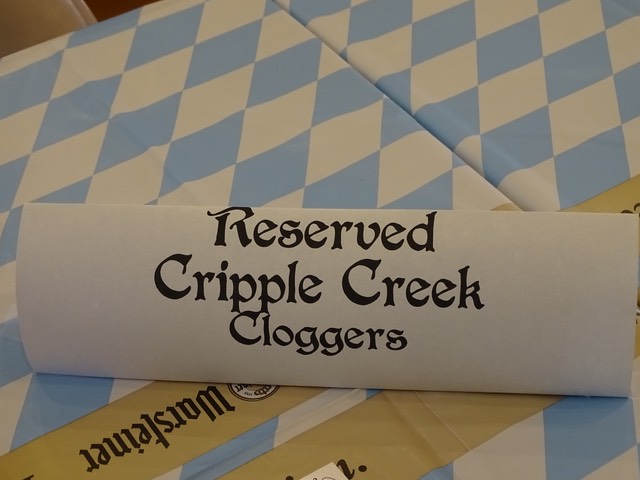 Reserved
Cripple Creek
Cloggers
Warsteiner